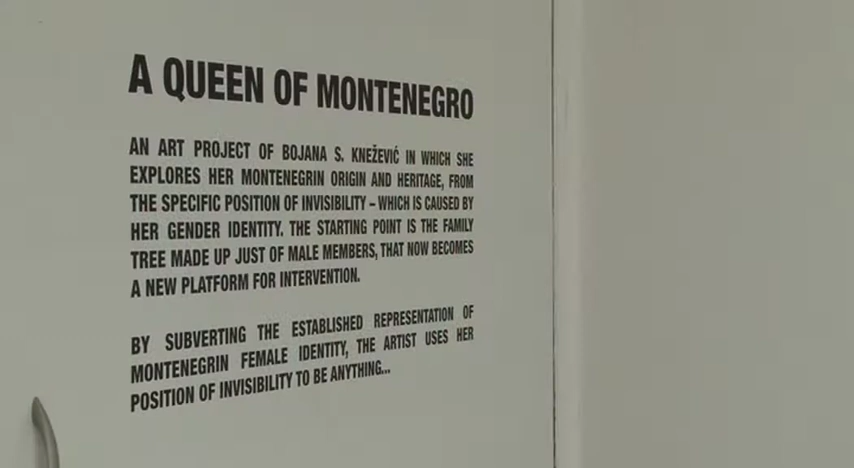 A QUEEN OF MONTENEGRO
AN ART PROJECT OF BOJANA S. KNEŽEVIĆ IN WHICH SHE
EXPLORES HER MONTENEGRIN ORIGIN AND HERITAGE, FROM
THE SPECIFIC POSITION OF INVISIBILITY – WHICH IS CAUSED BY
HER GENDER IDENTITY. THE STARTING POINT IS THE FAMILY
TREE MADE UP JUST OF MALE MEMBERS, THAT NOW BECOMES
A NEW PLATFORM FOR INTERVENTION.
BY SUBVERTING THE ESTABLISHED REPRESENTATION OF
MONTENEGRIN FEMALE IDENTITY, THE ARTIST USES HER
POSITION OF INVISIBILITY TO BE ANYTHING...